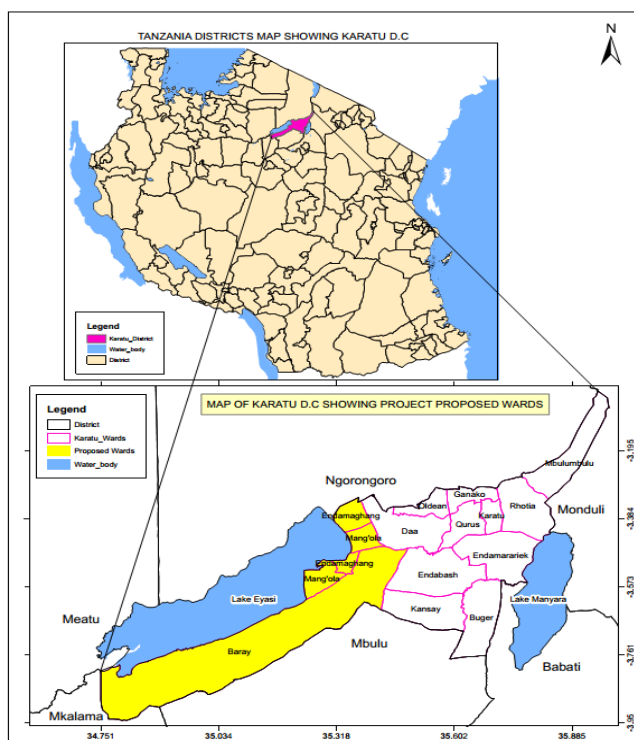 TANZANIA DISTRICTS MAP SHOWING KARATU D.C
N
Legend
Karatu_District
Water_body
District
MAP OF KARATU D.C SHOWING PROJECT PROPOSED WARDS
Legend
District
Karatu_Wards
Proposed Wards
Water_body
Mbulumbulu
Ngorongoro
Ganako
Oldean
Rhotia
Monduli
Endamaghang
Karatu
Qurus
Daa
Mang'ola
Endamarariek
Endamaghang
Endabash
Mang'ola
Lake Eyasi
Lake Manyara
Kansay
Meatu
Buger
Mbulu
Baray
Babati
Mkalama
-3.195
-3.384
-3.573
-3.761
-3.95
34.751
35.034
35.318
35.602
35.885